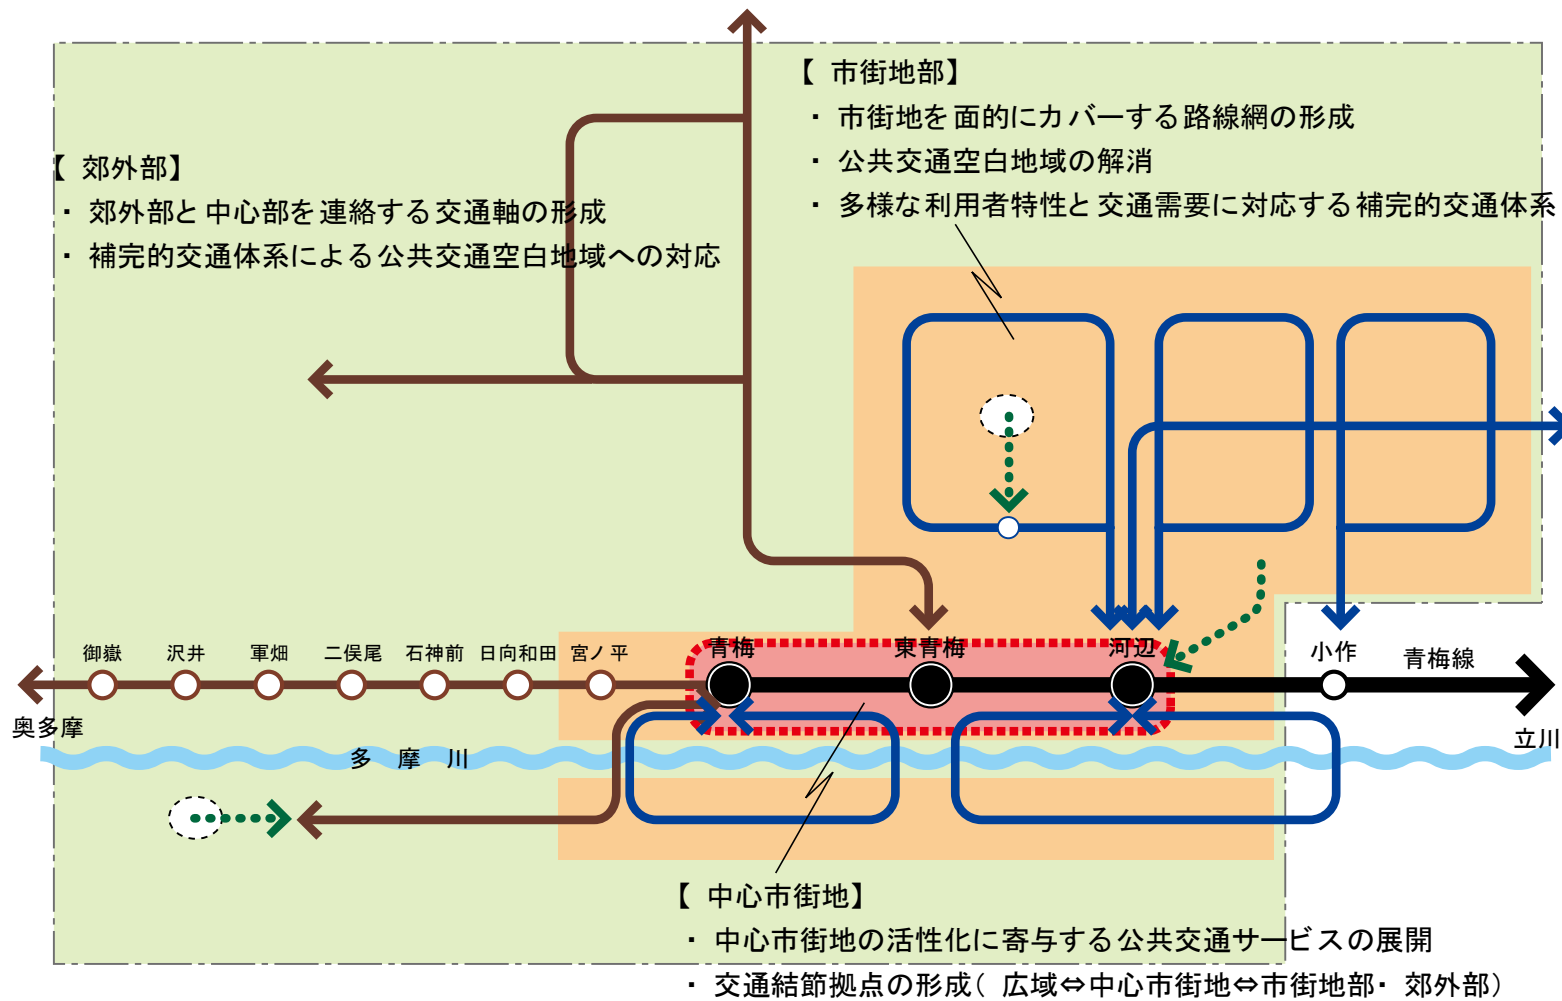 【 市街地部】
・ 市街地を面的にカバーする路線網の形成
・ 公共交通空白地域の解消
・ 多様な利用者特性と交通需要に対応する補完的交通体系
【 郊外部】
・ 郊外部と中心部を連絡する交通軸の形成
・ 補完的交通体系による公共交通空白地域への対応
御嶽
沢井
軍畑
二俣尾
石神前
日向和田
宮ノ平
青梅
東青梅
河辺
小作
青梅線
奥多摩
立川
多 摩 川
【 中心市街地】
・ 中心市街地の活性化に寄与する公共交通サービスの展開
・ 交通結節拠点の形成( 広域⇔中心市街地⇔市街地部・ 郊外部)